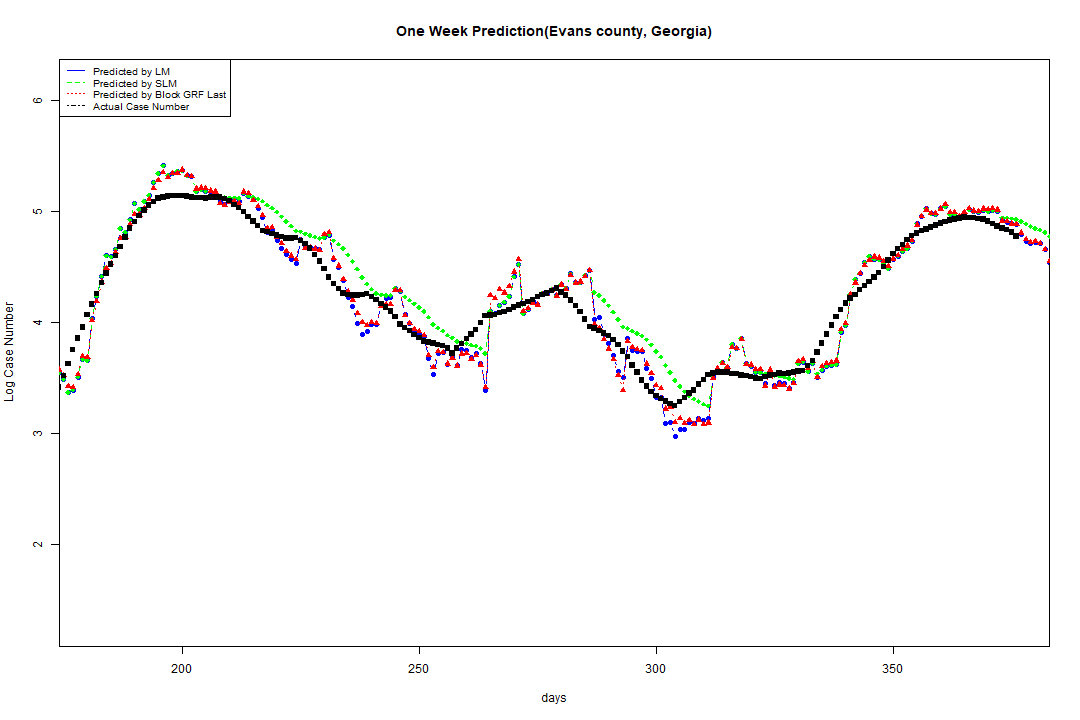 One Week Prediction(Evans county, Georgia)
Predicted by LM
Predicted by SLM
Predicted by Block GRF Last
Actual Case Number
6
5
4
3
2
Log Case Number
200 250 300 350
days